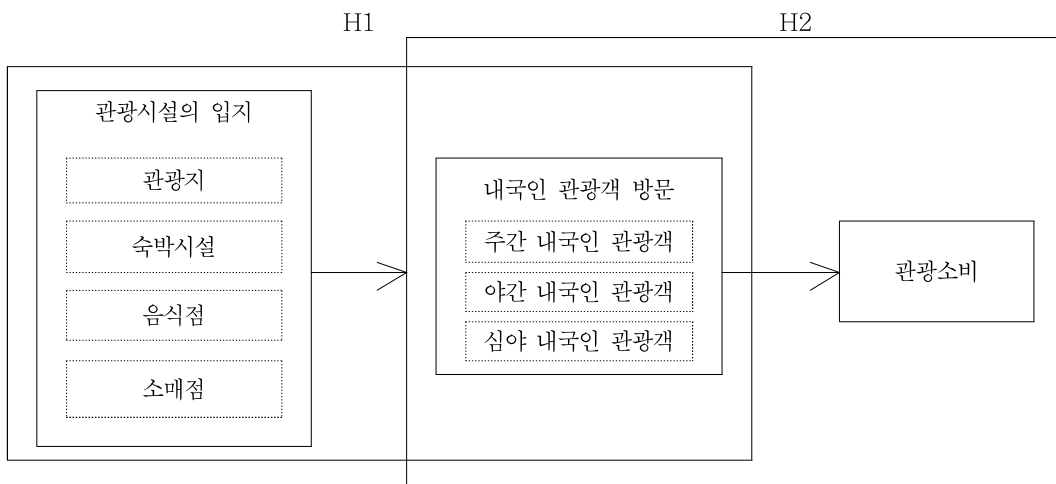 H1
H2
관광시설의 입지
관광지
숙박시설
음식점
소매점
내국인 관광객 방문
주간 내국인 관광객
야간 내국인 관광객
심야 내국인 관광객
관광소비